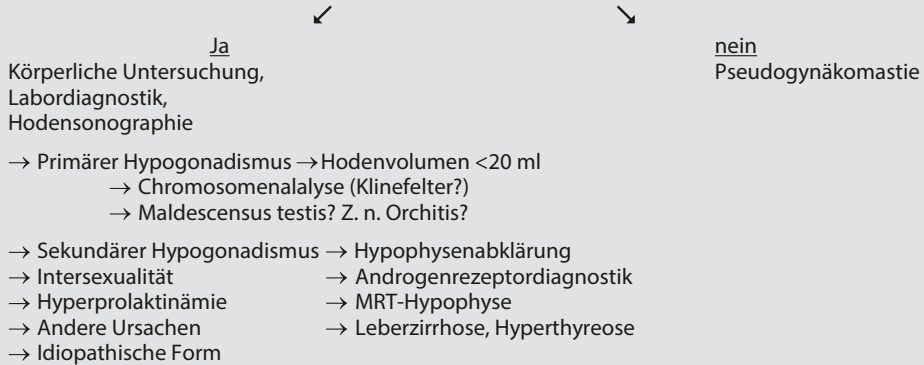 ↙ ↘
Ja nein
Körperliche Untersuchung, Pseudogynäkomastie
Labordiagnostik,
Hodensonographie
→ Primärer Hypogonadismus → Hodenvolumen <20 ml
→ Chromosomenalalyse (Klinefelter?)
→ Maldescensus testis? Z. n. Orchitis?
→ Sekundärer Hypogonadismus → Hypophysenabklärung
→ Intersexualität → Androgenrezeptordiagnostik
→ Hyperprolaktinämie → MRT-Hypophyse
→ Andere Ursachen → Leberzirrhose, Hyperthyreose
→ Idiopathische Form